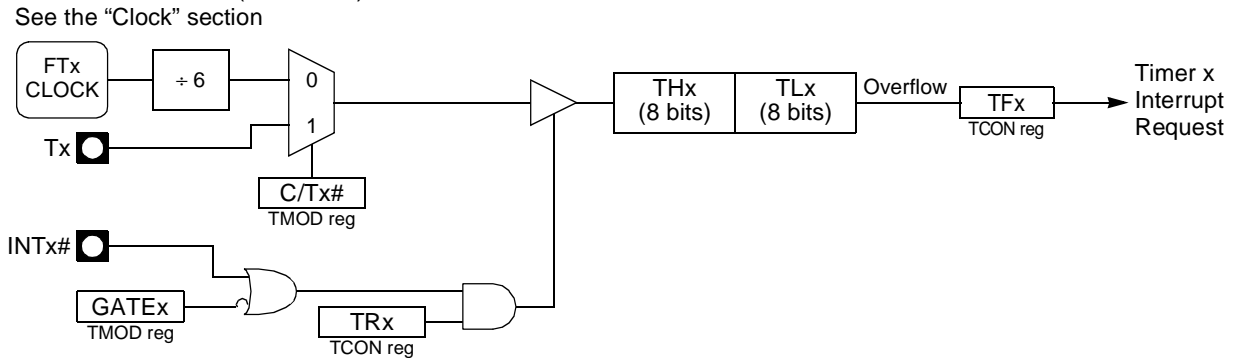 See the “Clock” section
FTx
CLOCK
÷ 6
0
1
Tx
C/Tx#
TMOD reg
THx
(8 bits)
TLx
(8 bits)
Overflow
TFx
TCON reg
Timer x
Interrupt
Request
INTx#
GATEx
TMOD reg
TRx
TCON reg